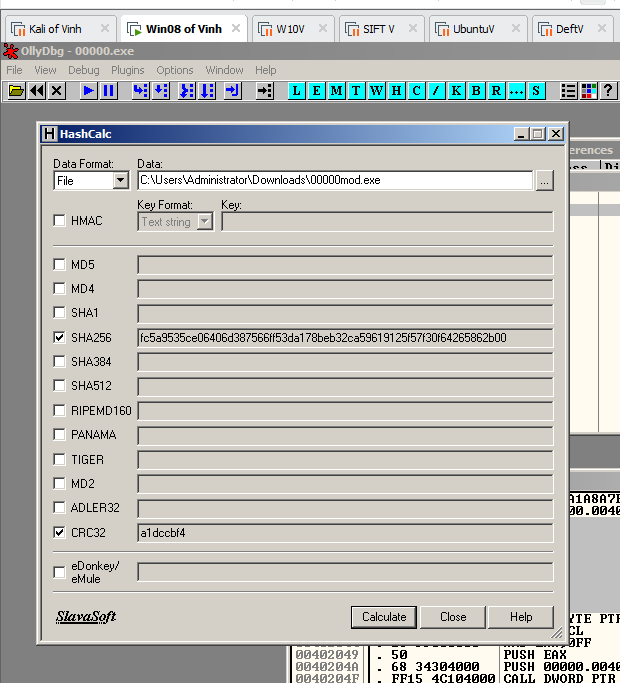 Kali of Vinh × Win08 of Vinh × W10V × SIFT V × UbuntuV × DeftV ×
OllyDbg - 00000.exe
File View Debug Plugins Options Window Help
L E M T W H C / K B R ... S ?
HashCalc
erences
Data Format: Data:
File C:\Users\Administrator\Downloads\00000mod.exe ...
Key Format: Key:
HMAC Text string
MD5
MD4
SHA1
SHA256 fc5a9535ce06406d387566ff53da178beb32ca59619125f57f30f64265862b00
SHA384
SHA512
RIPEMD160
PANAMA
TIGER
MD2
ADLER32
00.0040
CRC32 a1dccbf4
eDonkey/
eMule
SlavaSoft Calculate Close Help
YTE PTR
CL
00402049 . 50 PUSH EAX
0040204A . 68 34304000 PUSH 00000.0040
0040204F . FF15 4C104000 CALL DWORD PTR